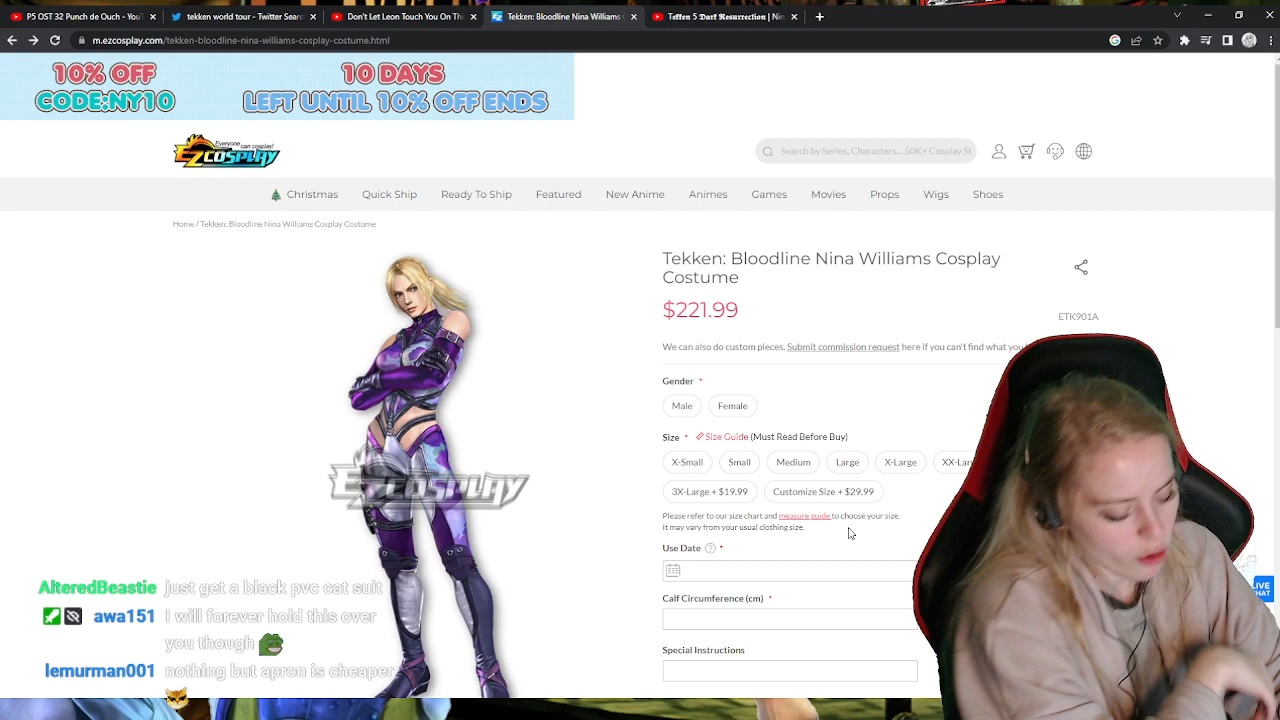 P5 OST 32: Punch Ouch - YouTub
tekken world tour - Twitter Searc
Don't Let Leon Touch You On Thi
Tekken: Bloodline Nina Williams C
Tekken 5 Dark Resurrection | Nin
m.ezcosplay.com/tekken-bloodline-nina-williams-cosplay-costume.html
10% OFF
CODE:NY10
10 DAYS
LEFT UNTIL 10% OFF ENDS
Everyone can cosplay!
EZCOSPLAY
Search by Series, Characters... 50K+ Cosplay S
Christmas Quick Ship Ready To Ship Featured New Anime Animes Games Movies Props Wigs Shoes
Home / Tekken: Bloodline Nina Williams Cosplay Costume
Tekken: Bloodline Nina Williams Cosplay
Costume
$221.99
ETK901A
We can also do custom pieces. Submit commission request here if you can't find what you
Gender *
Male Female
Size * Size Guide (Must Read Before Buy)
X-Small Small Medium Large X-Large XX-Lar
3X-Large + $19.99 Customize Size + $29.99
Please refer to our size chart and measure guide to choose your size.
It may vary from your usual clothing size.
Use Date ? *
Calf Circumference (cm) *
Special Instructions
EZCOSPLAY
LIVE
CHAT
AlteredBeastie just get a black pvc cat suit
awa151 I will forever hold this over
you though
lemurman001 nothing but apron is cheaper